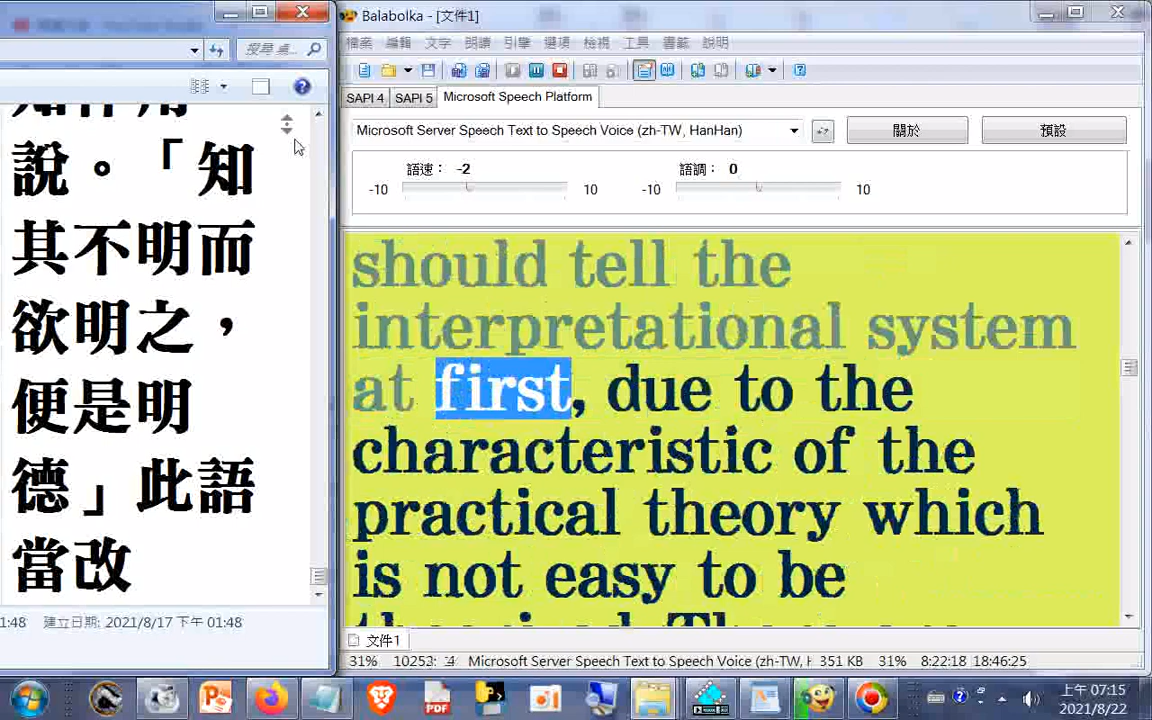 搜尋 桌...
說。「知
其不明而
欲明之，
便是明
德」此語
當改
1:48 建立日期: 2021/8/17 下午 01:48
Balabolka - [文件1]
檔案 編輯 文字 朗讀 引擎 選項 檢視 工具 書籤 說明
SAPI 4 SAPI 5 Microsoft Speech Platform
Microsoft Server Speech Text to Speech Voice (zh-TW, HanHan) 關於 預設
語速： -2 語調： 0
-10 10 -10 10
should tell the
interpretational system
at first, due to the
characteristic of the
practical theory which
is not easy to be
文件1
31% 10253: Microsoft Server Speech Text to Speech Voice (zh-TW, 351 KB 31% 8:22:18 18:46:25
PDF
上午 07:15
2021/8/22